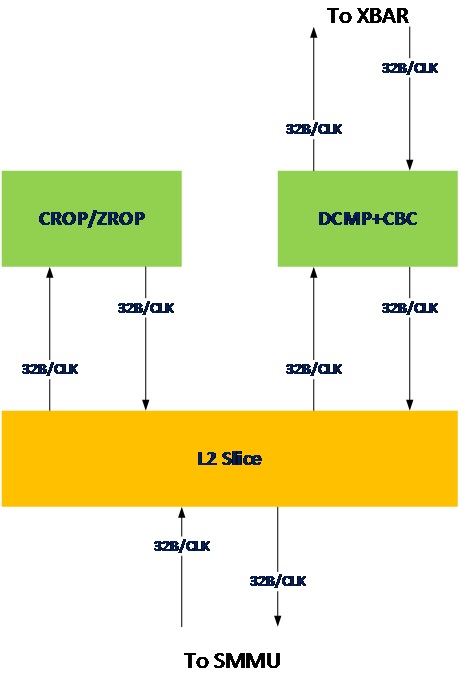 To XBAR
32B/CLK
32B/CLK
CROP/ZROP
DCMP+CBC
32B/CLK
32B/CLK
32B/CLK
32B/CLK
L2 Slice
32B/CLK
32B/CLK
To SMMU